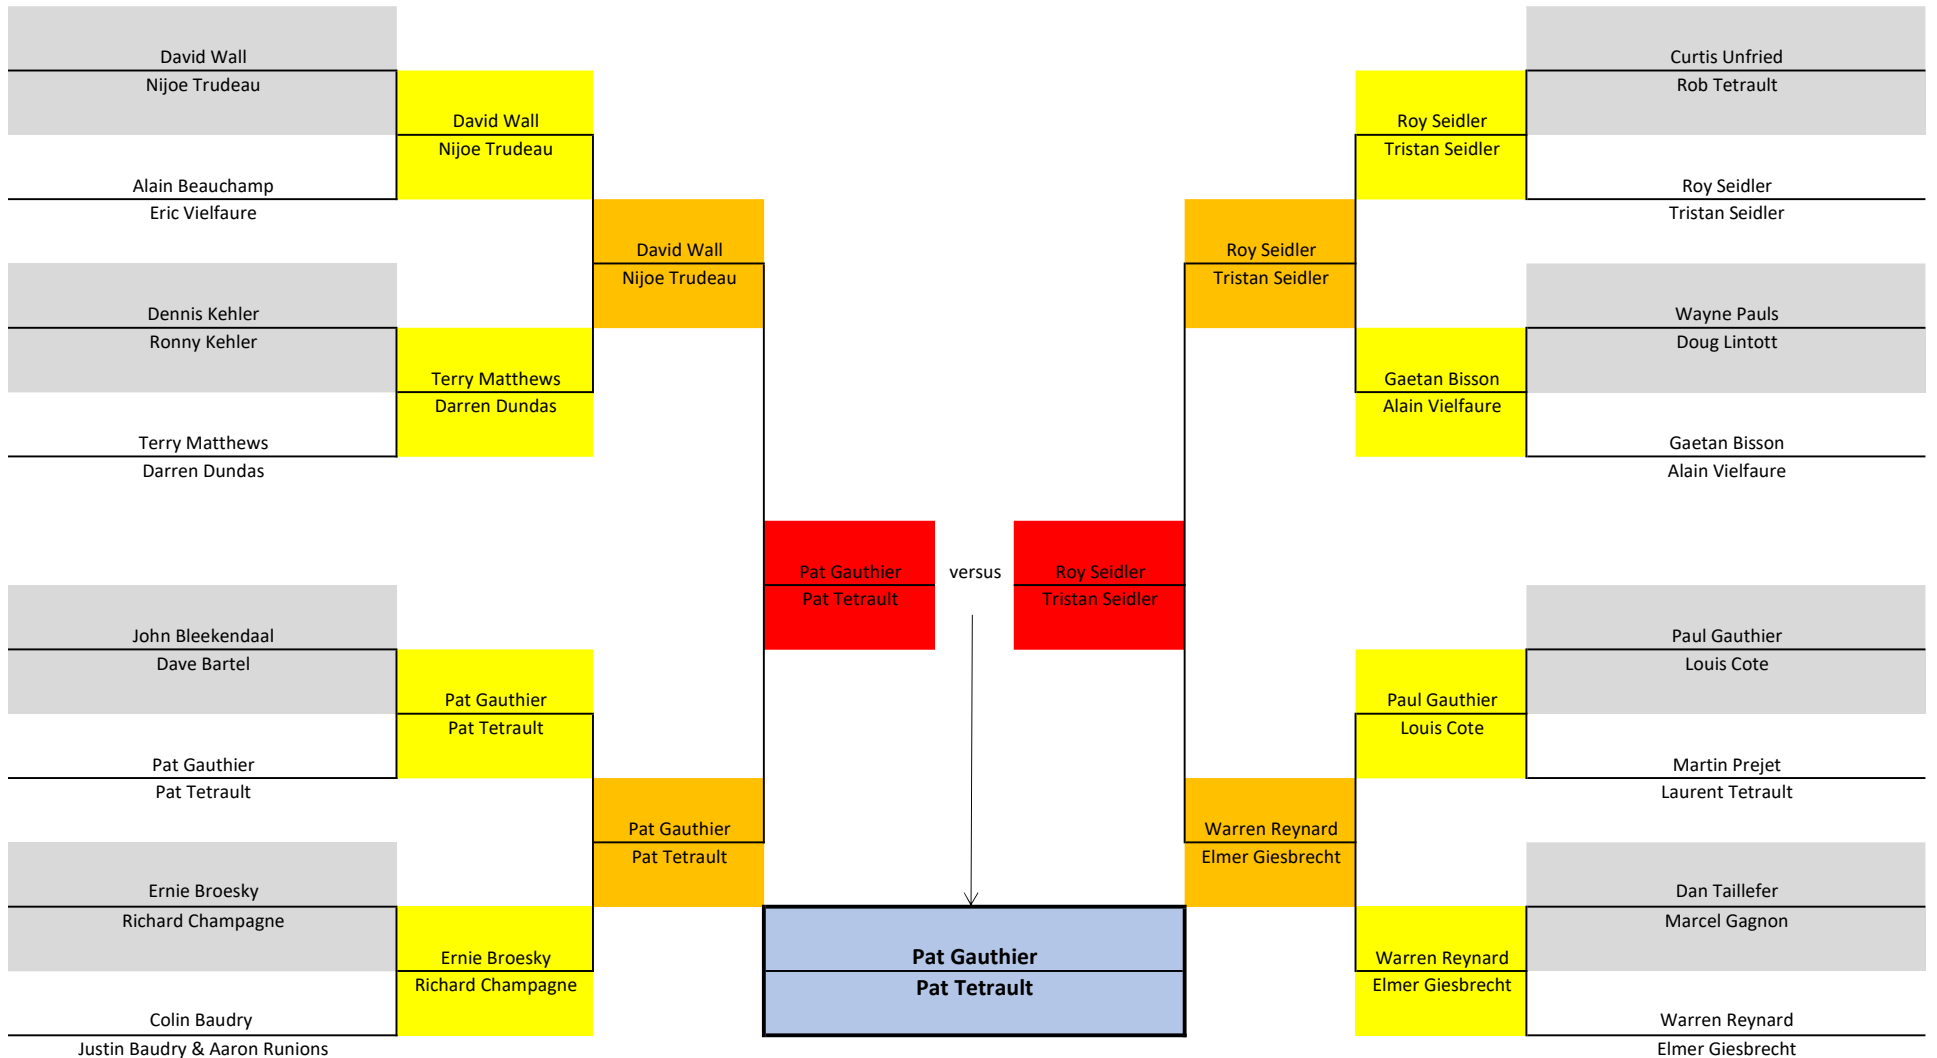 David Wall
Nijoe Trudeau
Alain Beauchamp
Eric Vielfaure
Dennis Kehler
Ronny Kehler
Terry Matthews
Darren Dundas
John Bleekendaal
Dave Bartel
Pat Gauthier
Pat Tetrault
Ernie Broesky
Richard Champagne
Colin Baudry
Justin Baudry & Aaron Runions
David Wall
Nijoe Trudeau
Terry Matthews
Darren Dundas
Pat Gauthier
Pat Tetrault
Ernie Broesky
Richard Champagne
David Wall
Nijoe Trudeau
Pat Gauthier
Pat Tetrault
Pat Gauthier
Pat Tetrault
versus
Roy Seidler
Tristan Seidler
Pat Gauthier
Pat Tetrault
Roy Seidler
Tristan Seidler
Warren Reynard
Elmer Giesbrecht
Roy Seidler
Tristan Seidler
Gaetan Bisson
Alain Vielfaure
Paul Gauthier
Louis Cote
Warren Reynard
Elmer Giesbrecht
Curtis Unfried
Rob Tetrault
Roy Seidler
Tristan Seidler
Wayne Pauls
Doug Lintott
Gaetan Bisson
Alain Vielfaure
Paul Gauthier
Louis Cote
Martin Prejet
Laurent Tetrault
Dan Taillefer
Marcel Gagnon
Warren Reynard
Elmer Giesbrecht